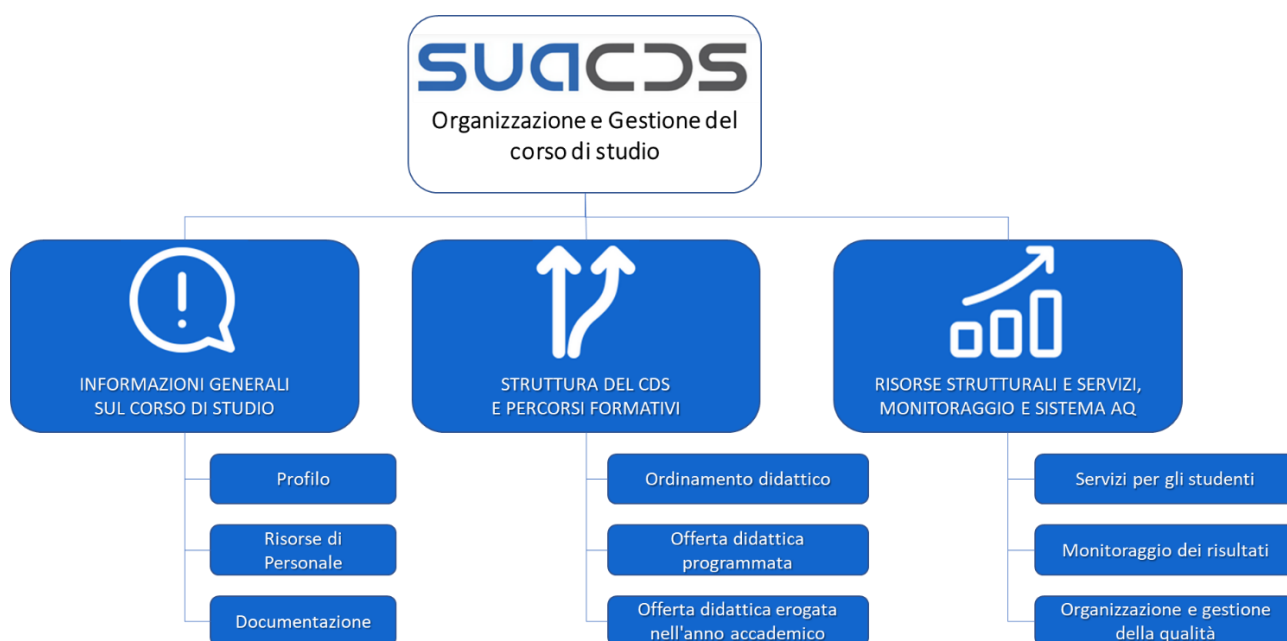 SUACDS
Organizzazione e Gestione del
corso di studio
INFORMAZIONI GENERALI
SUL CORSO DI STUDIO
Profilo
Risorse di
Personale
Documentazione
STRUTTURA DEL CDS
E PERCORSI FORMATIVI
Ordinamento didattico
Offerta didattica
programmata
Offerta didattica erogata
nell'anno accademico
RISORSE STRUTTURALI E SERVIZI,
MONITORAGGIO E SISTEMA AQ
Servizi per gli studenti
Monitoraggio dei risultati
Organizzazione e gestione
della qualità